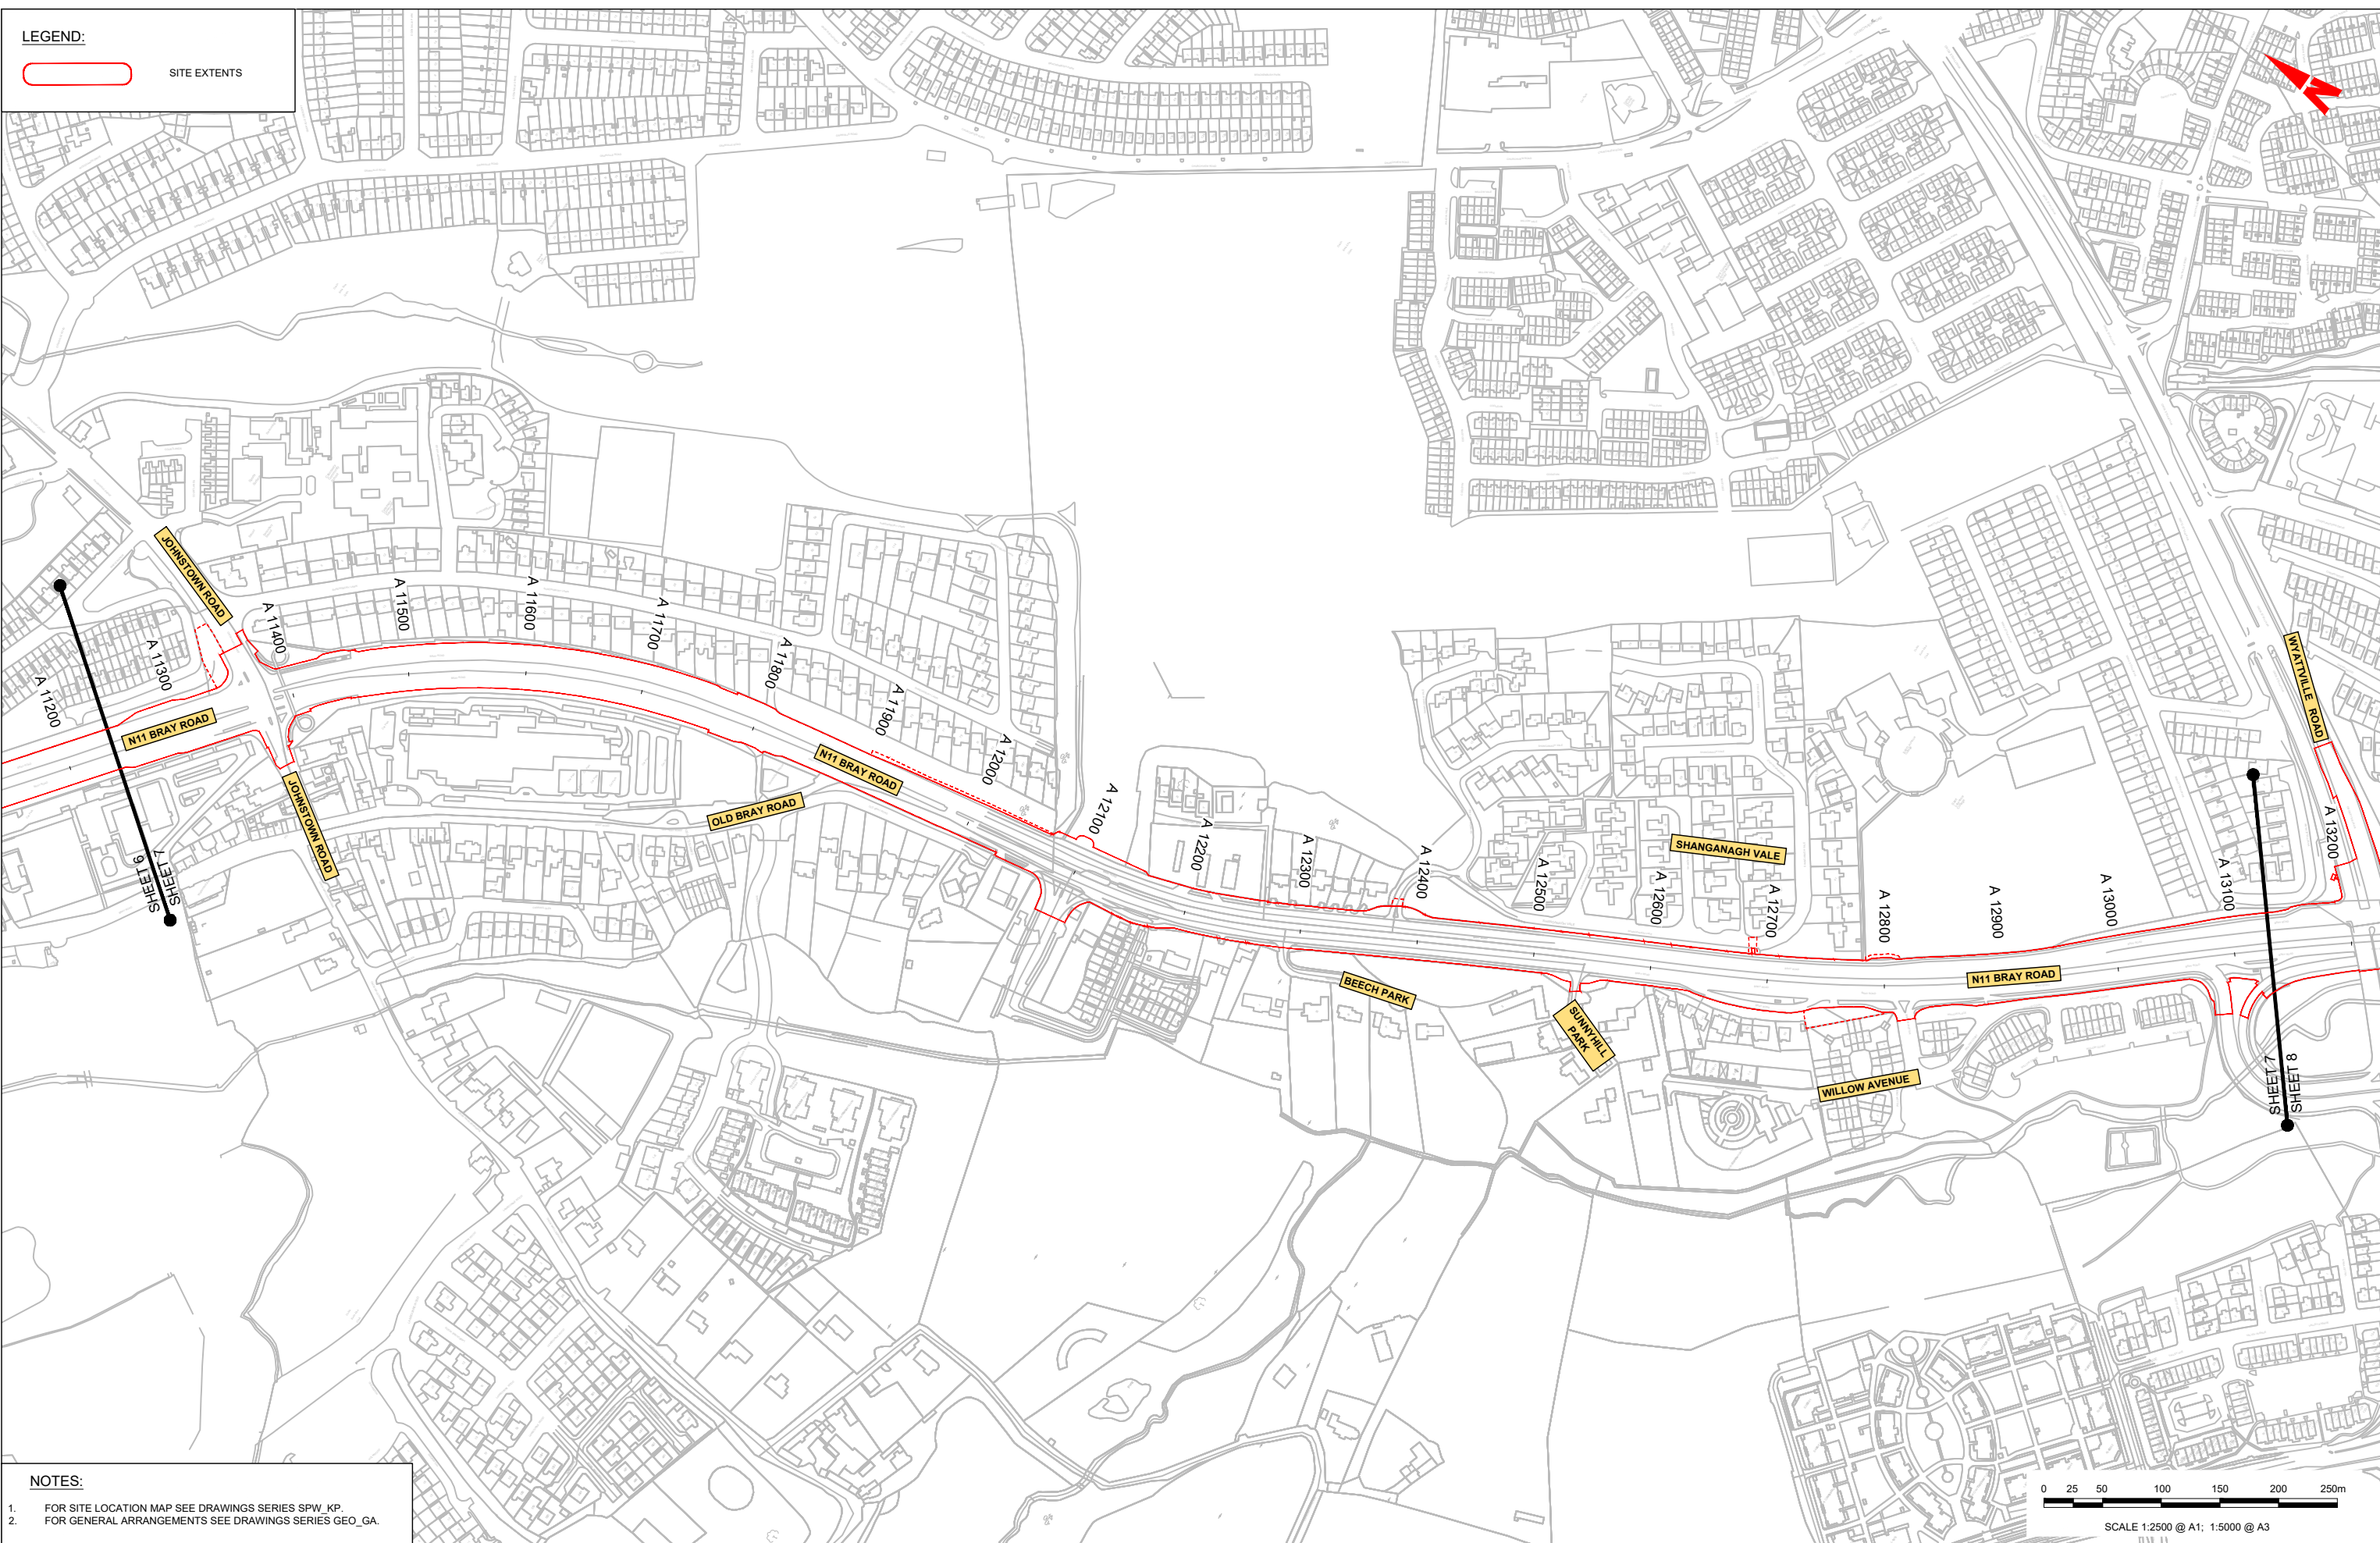 LEGEND:
SITE EXTENTS
N
JOHNSTOWN ROAD
A 11200
A 11300
A 11400
A 11500
A 11600
A 11700
A 11800
A 11900
A 12000
A 12100
A 12200
A 12300
A 12400
A 12500
A 12600
A 12700
A 12800
A 12900
A 13000
A 13100
A 13200
N11 BRAY ROAD
JOHNSTOWN ROAD
OLD BRAY ROAD
N11 BRAY ROAD
SHANGANAGH VALE
WYATTVILLE ROAD
BEECH PARK
SUNNYHILL
PARK
N11 BRAY ROAD
WILLOW AVENUE
SHEET 6
SHEET 7
SHEET 7
SHEET 8
NOTES:
1. FOR SITE LOCATION MAP SEE DRAWINGS SERIES SPW_KP.
2. FOR GENERAL ARRANGEMENTS SEE DRAWINGS SERIES GEO_GA.
0 25 50 100 150 200 250m
SCALE 1:2500 @ A1; 1:5000 @ A3